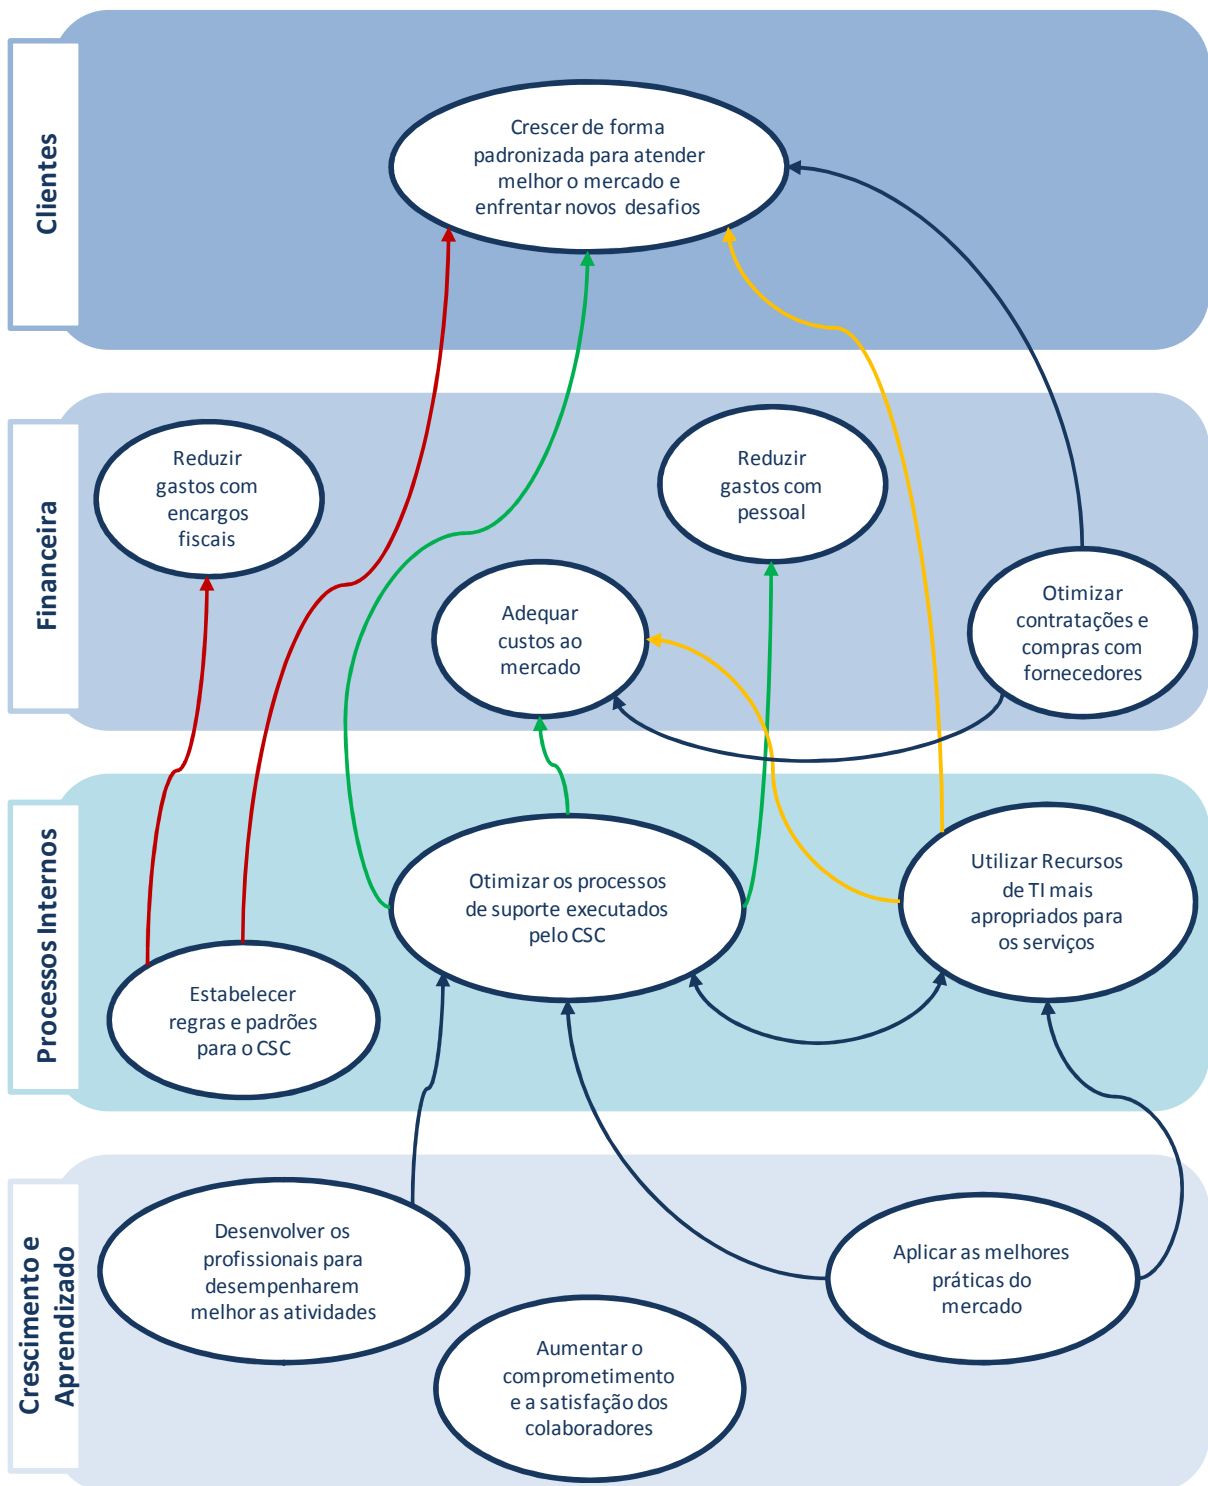 Clientes
Crescer de forma
padronizada para atender
melhor o mercado e
enfrentar novos desafios
Financeira
Reduzir
gastos com
encargos
fiscais
Reduzir
gastos com
pessoal
Adequar
custos ao
mercado
Otimizar
contratações e
compras com
fornecedores
Processos Internos
Otimizar os processos
de suporte executados
pelo CSC
Utilizar Recursos
de TI mais
apropriados para
os serviços
Estabelecer
regras e padrões
para o CSC
Crescimento e
Aprendizado
Desenvolver os
profissionais para
desempenharem
melhor as atividades
Aplicar as melhores
práticas do
mercado
Aumentar o
comprometimento
e a satisfação dos
colaboradores